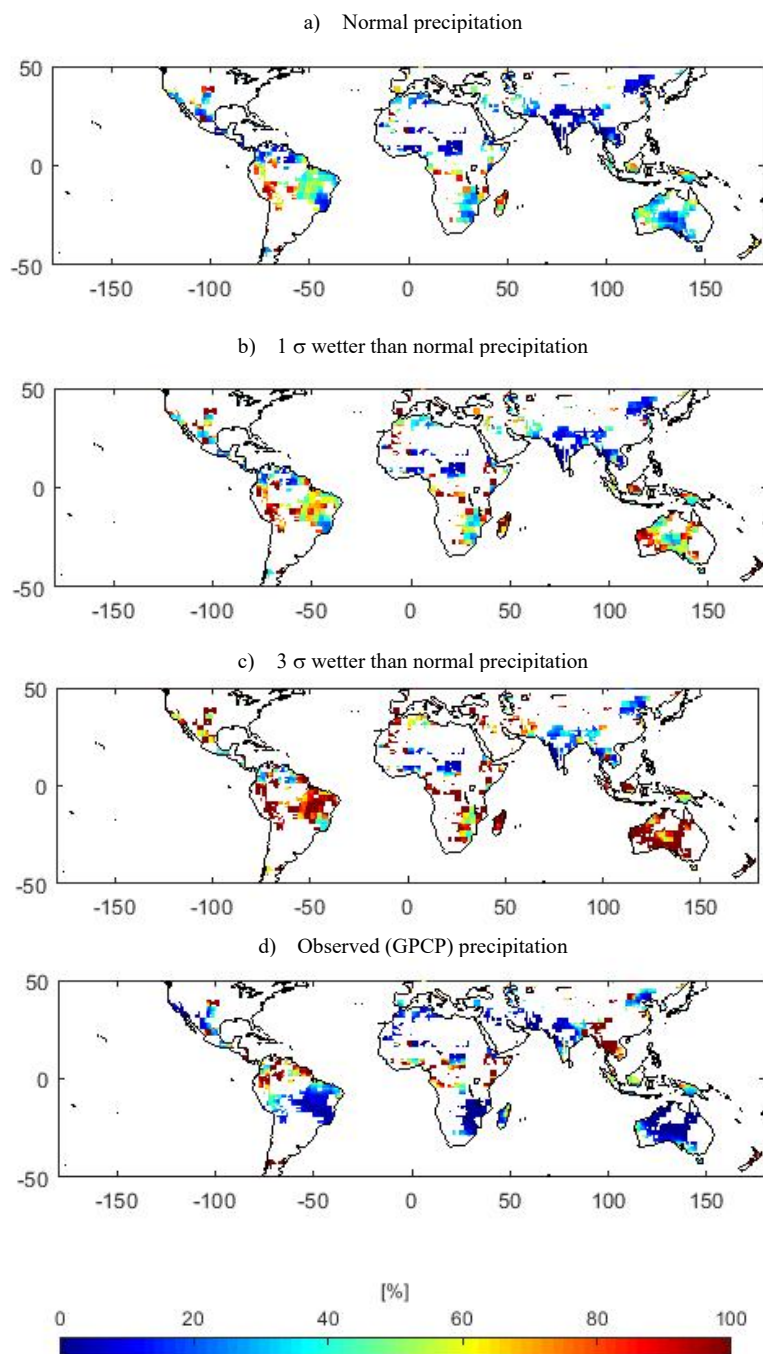 a) Normal precipitation
50
0
-50
-150 -100 -50 0 50 100 150
b) 1 σ wetter than normal precipitation
50
0
-50
-150 -100 -50 0 50 100 150
c) 3 σ wetter than normal precipitation
50
0
-50
-150 -100 -50 0 50 100 150
d) Observed (GPCP) precipitation
50
0
-50
-150 -100 -50 0 50 100 150
[%]
0 20 40 60 80 100